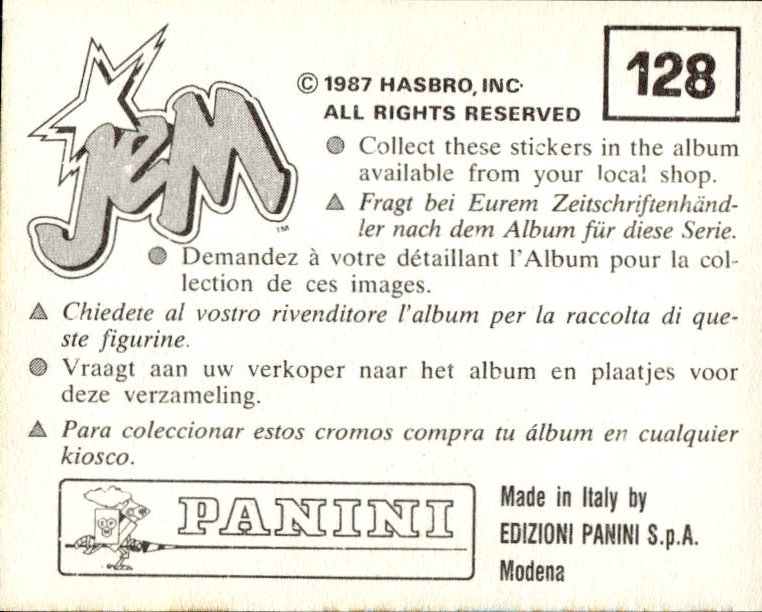 jeM
TM
128
© 1987 HASBRO, INC.
ALL RIGHTS RESERVED
Collect these stickers in the album
available from your local shop.
Fragt bei Eurem Zeitschriftenhänd-
ler nach dem Album für diese Serie.
Demandez à votre détaillant l'Album pour la col-
lection de ces images.
Chiedete al vostro rivenditore l'album per la raccolta di que-
ste figurine.
Vraagt aan uw verkoper naar het album en plaatjes voor
deze verzameling.
Para coleccionar estos cromos compra tu álbum en cualquier
kiosco.
PANINI
Made in Italy by
EDIZIONI PANINI S.p.A.
Modena